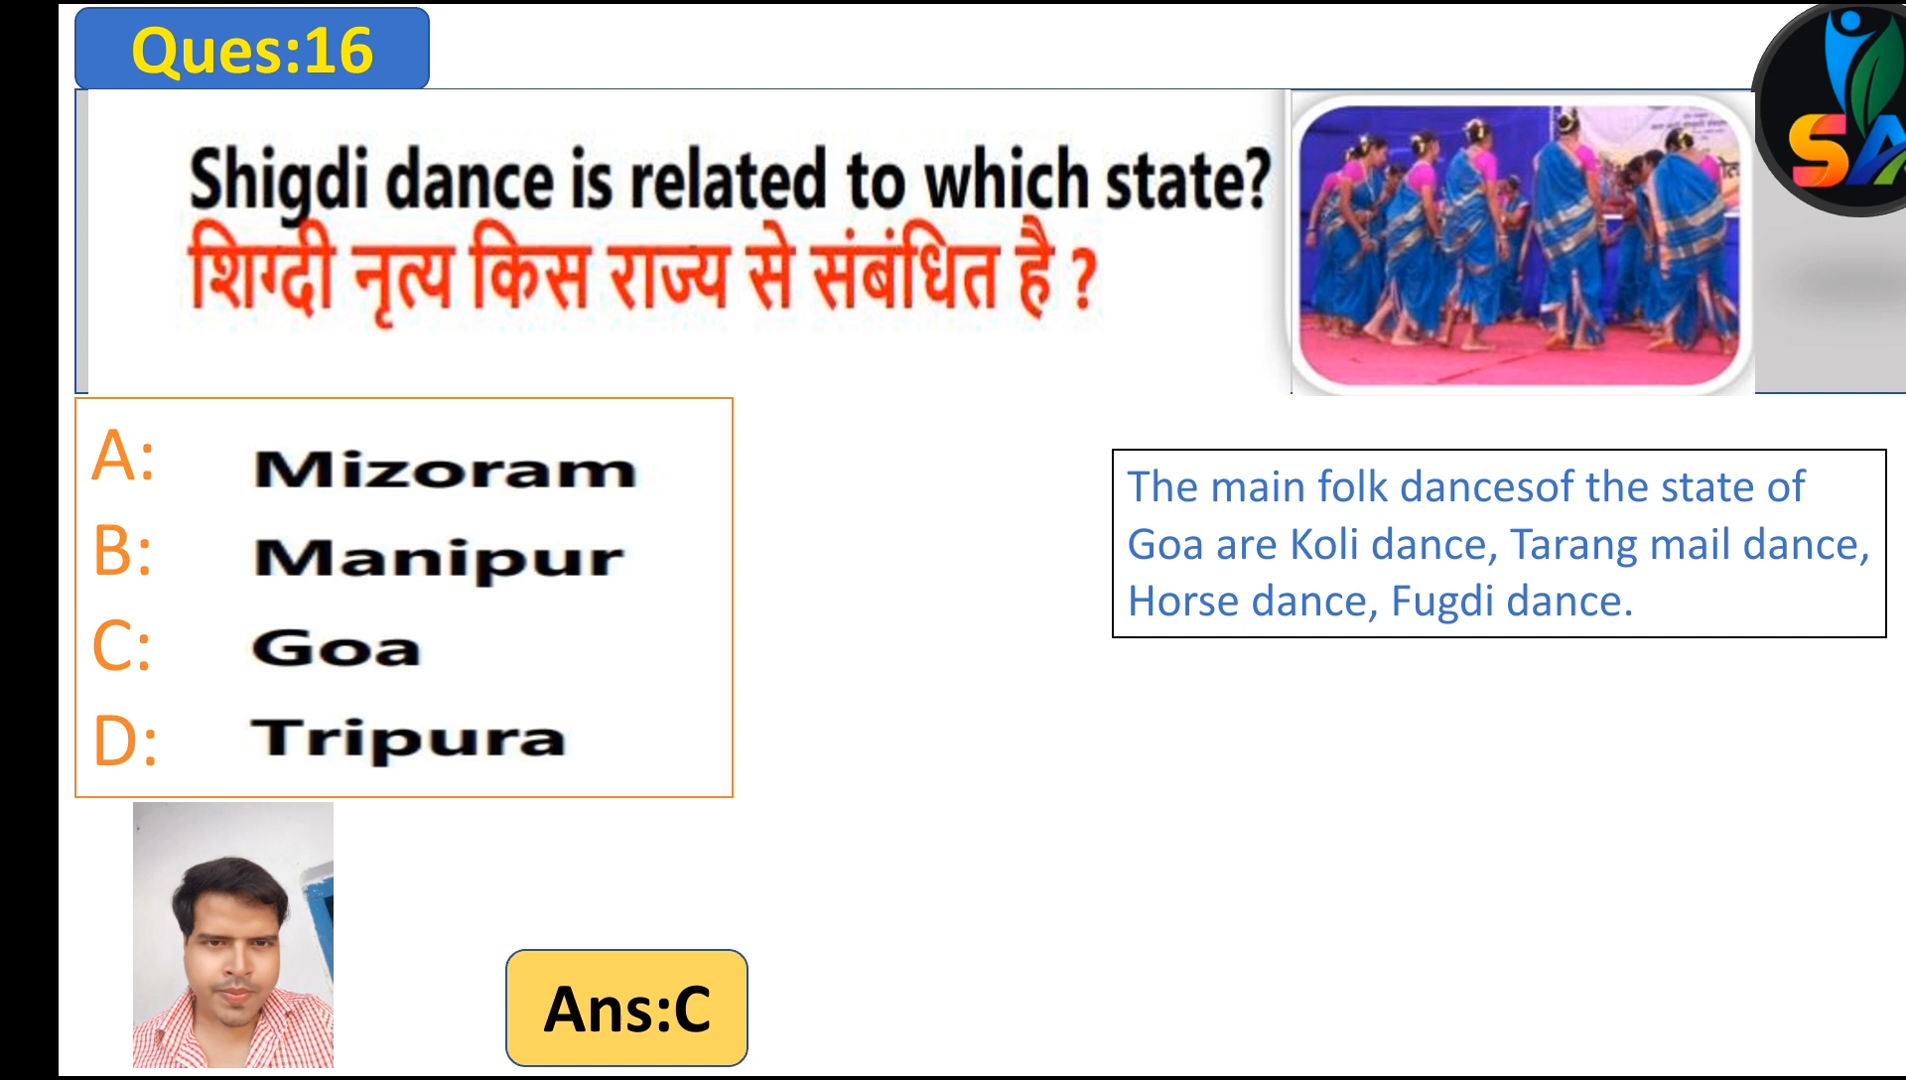 Ques:16
Shigdi dance is related to which state?
शिग्दी नृत्य किस राज्य से संबंधित है ?
SA
A: Mizoram
B: Manipur
C: Goa
D: Tripura
The main folk dancesof the state of
Goa are Koli dance, Tarang mail dance,
Horse dance, Fugdi dance.
Ans:C